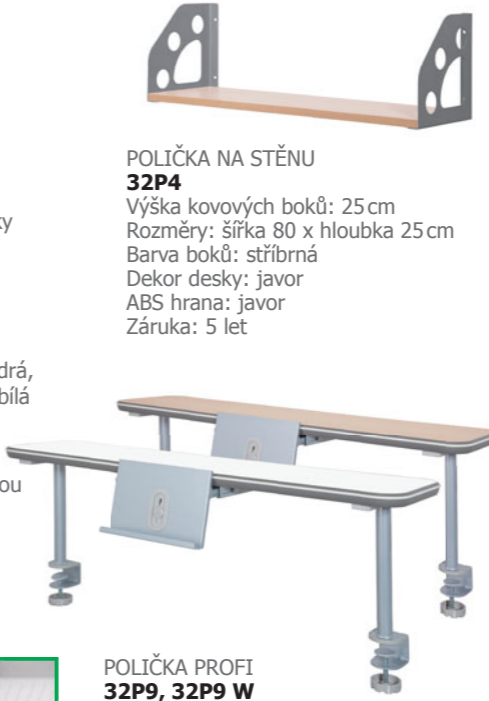 POLIČKA NA STĚNU
32P4
Výška kovových boků: 25 cm
Rozměry: šířka 80 x hloubka 25 cm
Barva boků: stříbrná
Dekor desky: javor
ABS hrana: javor
Záruka: 5 let
bílá
POLIČKA PROFI
32P9, 32P9 W